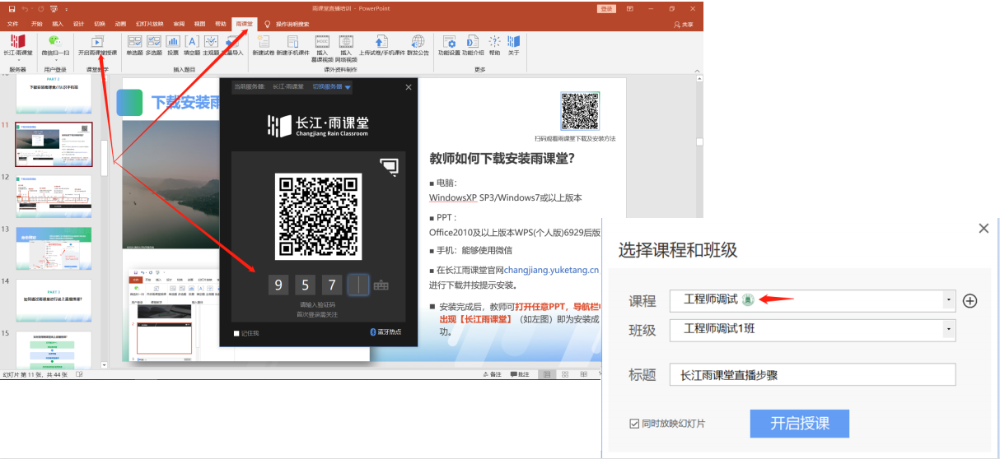 雨课堂直播培训 - PowerPoint
登录
文件 开始 插入 设计 切换 动画 幻灯片放映 审阅 视图 帮助 雨课堂 操作说明搜索
共享
长江·雨课堂 微信扫一扫 开启雨课堂授课 单选题 多选题 投票 填空题 主观题 新建试卷 新建手机课件 插入 插入 上传试卷/手机课件 群发公告 功能设置 功能介绍 帮助 关于
慕课视频 网络视频
服务器 用户登录 课堂教学 插入题目 课外资料制作 更多
PART 2
11
12
13
14
PART 3
如何通过雨课堂进行线上直播授课?
15
下载安装雨
当前服务器: 长江·雨课堂 切换服务器
长江·雨课堂
Changjiang Rain Classroom
9 5 7
请输入验证码
首次登录需关注
记住我
蓝牙热点
扫码观看雨课堂下载及安装方法
教师如何下载安装雨课堂?
■ 电脑:
WindowsXP SP3/Windows7或以上版本
■ PPT :
Office2010及以上版本WPS(个人版)6929后版
■ 手机: 能够使用微信
■ 在长江雨课堂官网changjiang.yuketang.cn
进行下载并按提示安装。
■ 安装完成后，教师可打开任意PPT，导航栏
出现【长江雨课堂】（如左图）即为安装成
功。
幻灯片 第 11 张，共 44 张
备注 批注
选择课程和班级
课程 工程师调试
班级 工程师调试1班
标题 长江雨课堂直播步骤
同时放映幻灯片
开启授课